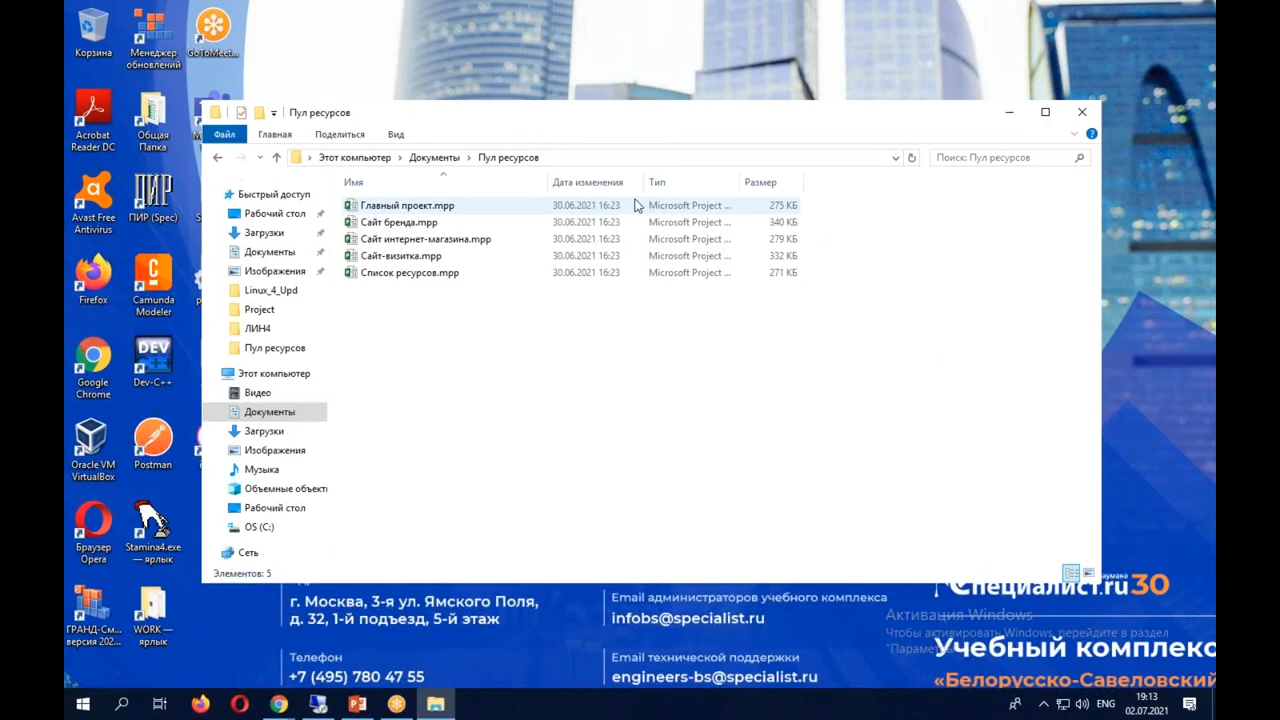 Корзина
Менеджер обновлений
GoToMeet...
Acrobat Reader DC
Общая Папка
Avast Free Antivirus
ПИР (Spec)
Firefox
Camunda Modeler
Google Chrome
Dev-C++
Oracle VM VirtualBox
Postman
Браузер Opera
Stamina4.exe — ярлык
ГРАНД-См... версия 202...
WORK — ярлык
Пул ресурсов
Файл
Главная
Поделиться
Вид
Этот компьютер
Документы
Пул ресурсов
Поиск: Пул ресурсов
Быстрый доступ
Рабочий стол
Загрузки
Документы
Изображения
Linux_4_Upd
Project
ЛИН4
Пул ресурсов
Этот компьютер
Видео
Документы
Загрузки
Изображения
Музыка
Объемные объект
Рабочий стол
OS (C:)
Сеть
Имя Дата изменения Тип Размер
Главный проект.mpp 30.06.2021 16:23 Microsoft Project ... 275 КБ
Сайт бренда.mpp 30.06.2021 16:23 Microsoft Project ... 340 КБ
Сайт интернет-магазина.mpp 30.06.2021 16:23 Microsoft Project ... 279 КБ
Сайт-визитка.mpp 30.06.2021 16:23 Microsoft Project ... 332 КБ
Список ресурсов.mpp 30.06.2021 16:23 Microsoft Project ... 271 КБ
Элементов: 5
г. Москва, 3-я ул. Ямского Поля,
д. 32, 1-й подъезд, 5-й этаж
Телефон
+7 (495) 780 47 55
Email администраторов учебного комплекса
infobs@specialist.ru
Email технической поддержки
engineers-bs@specialist.ru
Специалист.ru 30
Активация Windows
Чтобы активировать Windows, перейдите в раздел
"Парамет
Учебный комплекс
«Белорусско-Савеловский
ENG
19:13
02.07.2021